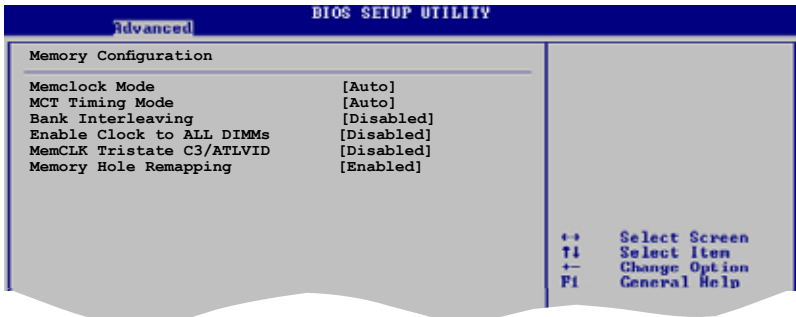 BIOS SETUP UTILITY
Advanced
Memory Configuration
Memclock Mode [Auto]
MCT Timing Mode [Auto]
Bank Interleaving [Disabled]
Enable Clock to ALL DIMMs [Disabled]
MemCLK Tristate C3/ATLVID [Disabled]
Memory Hole Remapping [Enabled]
←→ Select Screen
↑↓ Select Item
+- Change Option
F1 General Help